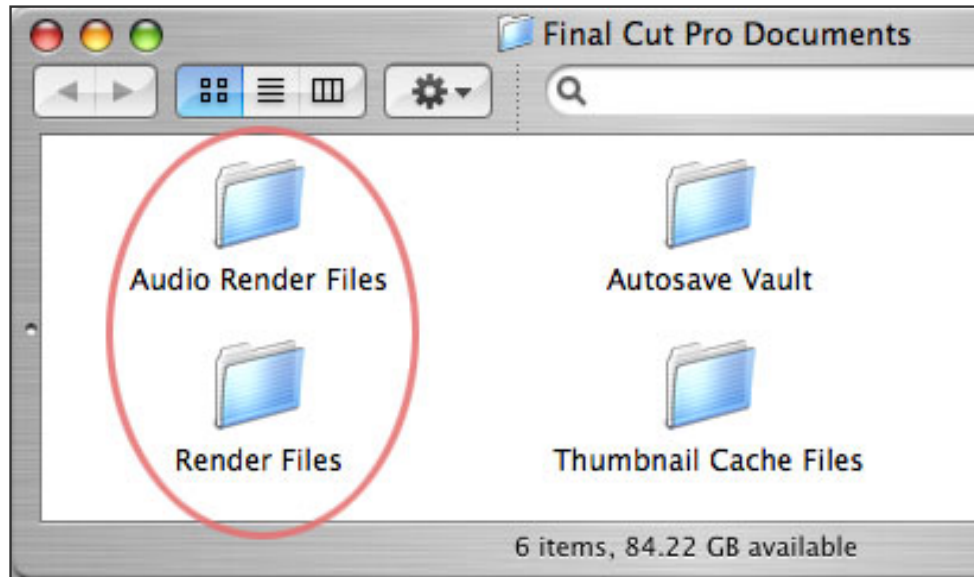 Final Cut Pro Documents
Audio Render Files
Autosave Vault
Render Files
Thumbnail Cache Files
6 items, 84.22 GB available